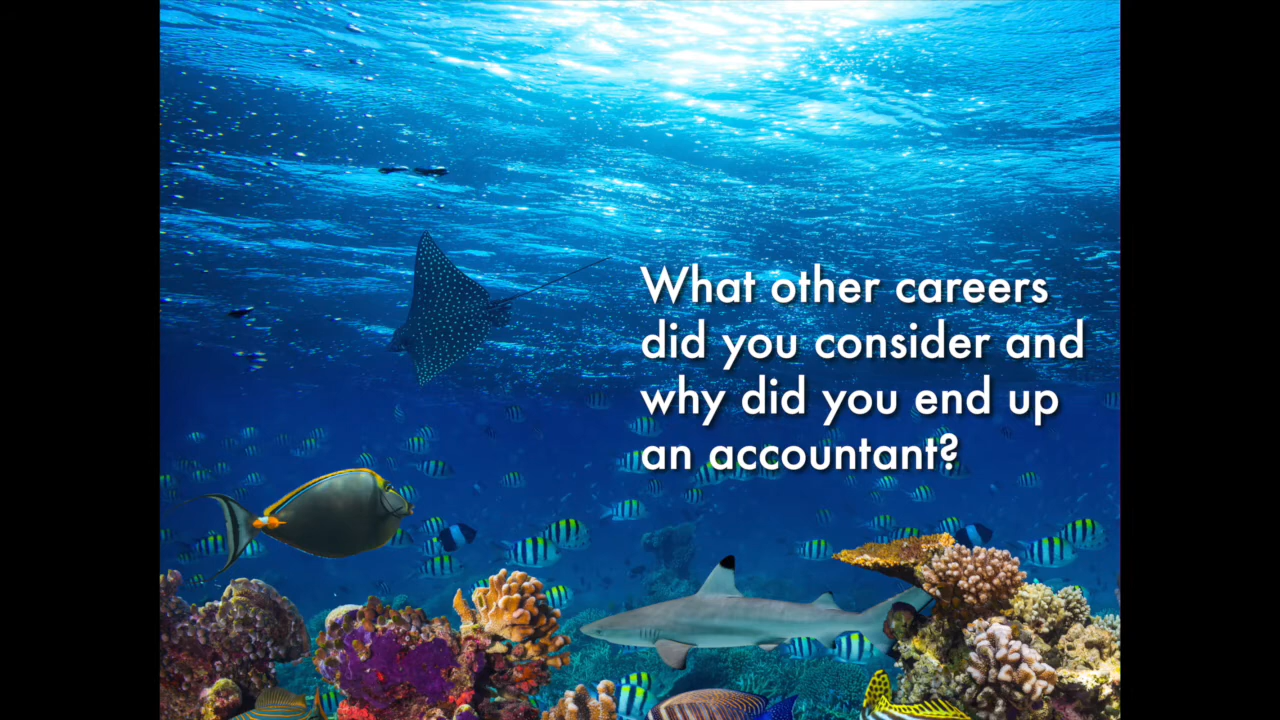 What other careers
did you consider and
why did you end up
an accountant?